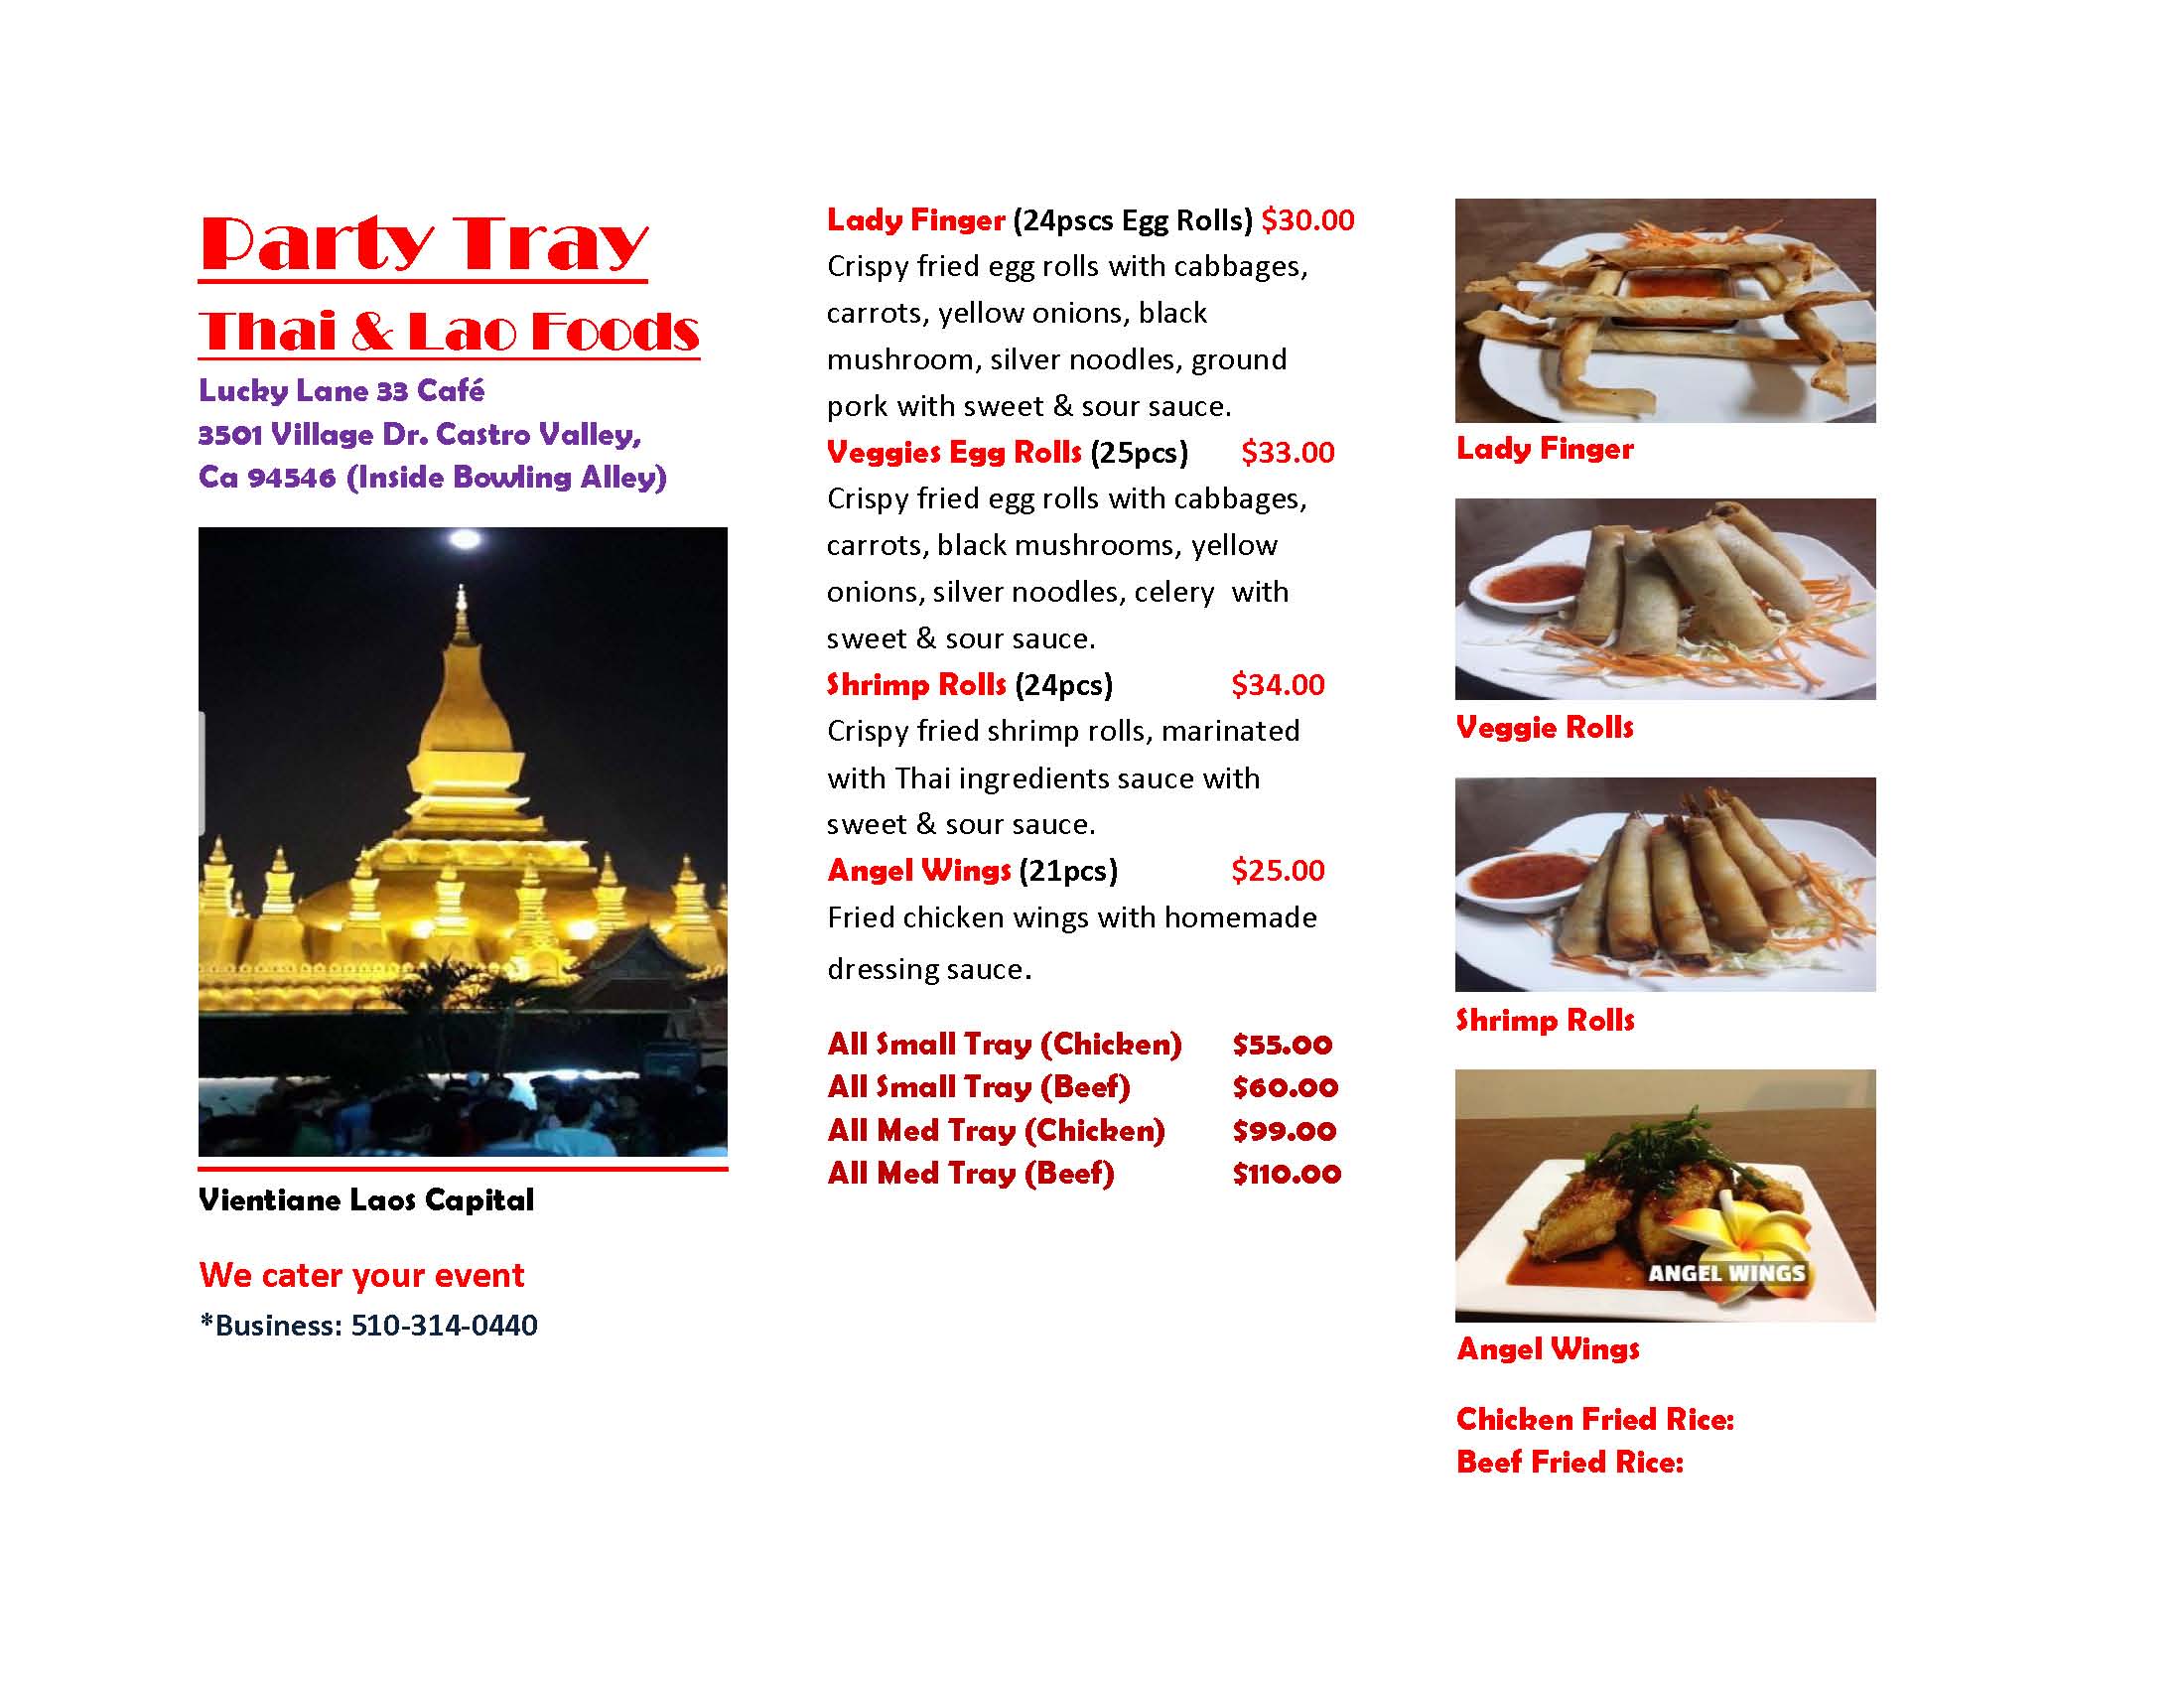 Party Tray
Thai & Lao Foods
Lucky Lane 33 Café
3501 Village Dr. Castro Valley,
Ca 94546 (Inside Bowling Alley)
Vientiane Laos Capital
We cater your event
*Business: 510-314-0440
Lady Finger (24pscs Egg Rolls) $30.00
Crispy fried egg rolls with cabbages,
carrots, yellow onions, black
mushroom, silver noodles, ground
pork with sweet & sour sauce.
Veggies Egg Rolls (25pcs) $33.00
Crispy fried egg rolls with cabbages,
carrots, black mushrooms, yellow
onions, silver noodles, celery with
sweet & sour sauce.
Shrimp Rolls (24pcs) $34.00
Crispy fried shrimp rolls, marinated
with Thai ingredients sauce with
sweet & sour sauce.
Angel Wings (21pcs) $25.00
Fried chicken wings with homemade
dressing sauce.
All Small Tray (Chicken) $55.00
All Small Tray (Beef) $60.00
All Med Tray (Chicken) $99.00
All Med Tray (Beef) $110.00
Lady Finger
Veggie Rolls
Shrimp Rolls
ANGEL WINGS
Angel Wings
Chicken Fried Rice:
Beef Fried Rice: